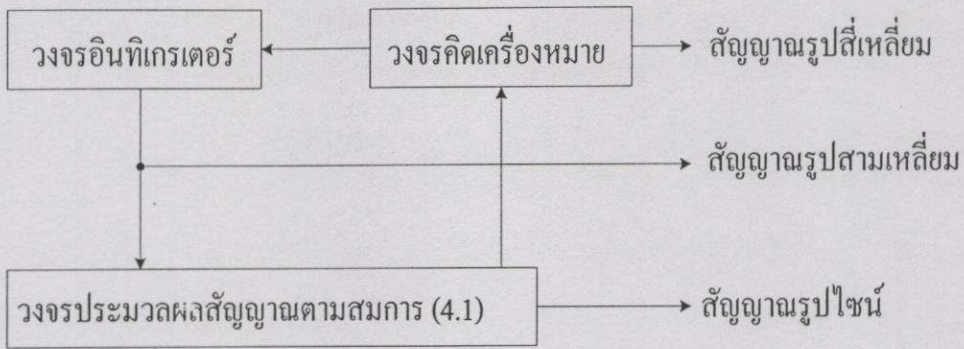 วงจรอินทิเกรเตอร์
วงจรคิดเครื่องหมาย
สัญญาณรูปสี่เหลี่ยม
สัญญาณรูปสามเหลี่ยม
วงจรประมวลผลสัญญาณตามสมการ (4.1)
สัญญาณรูปไซน์